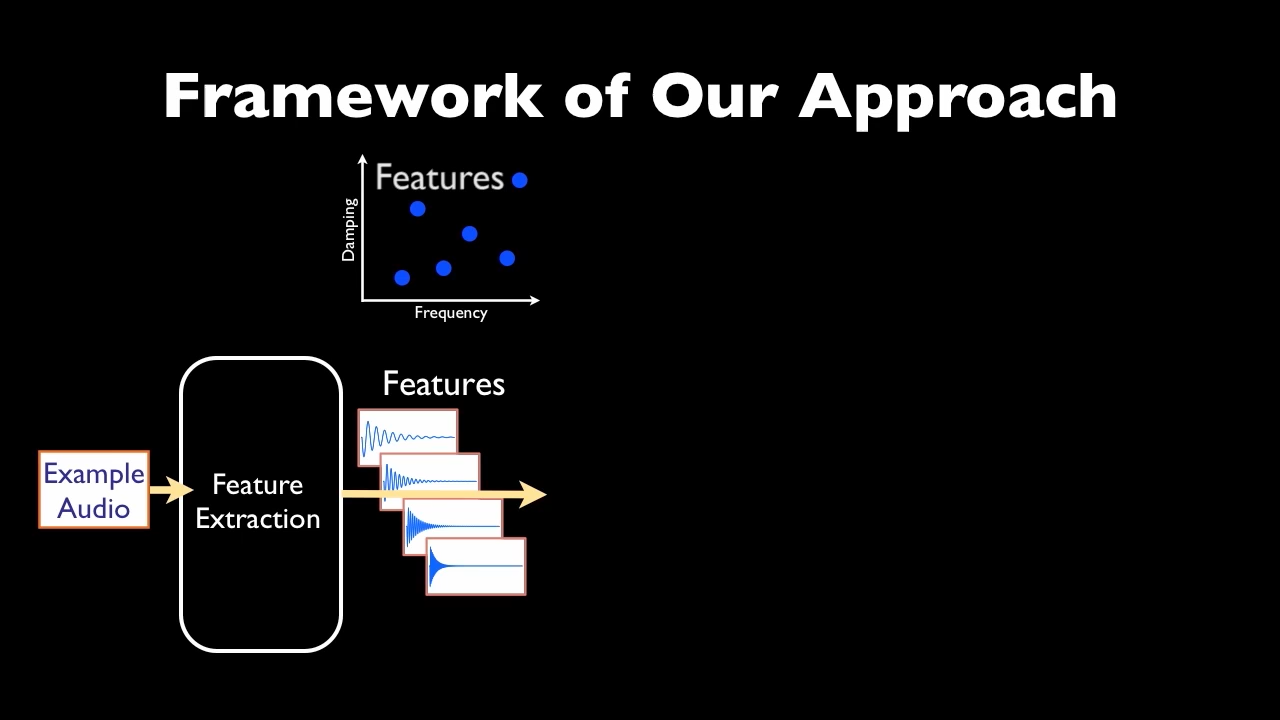 Framework of Our Approach
Features
Damping
Frequency
Features
Example
Audio
Feature
Extraction